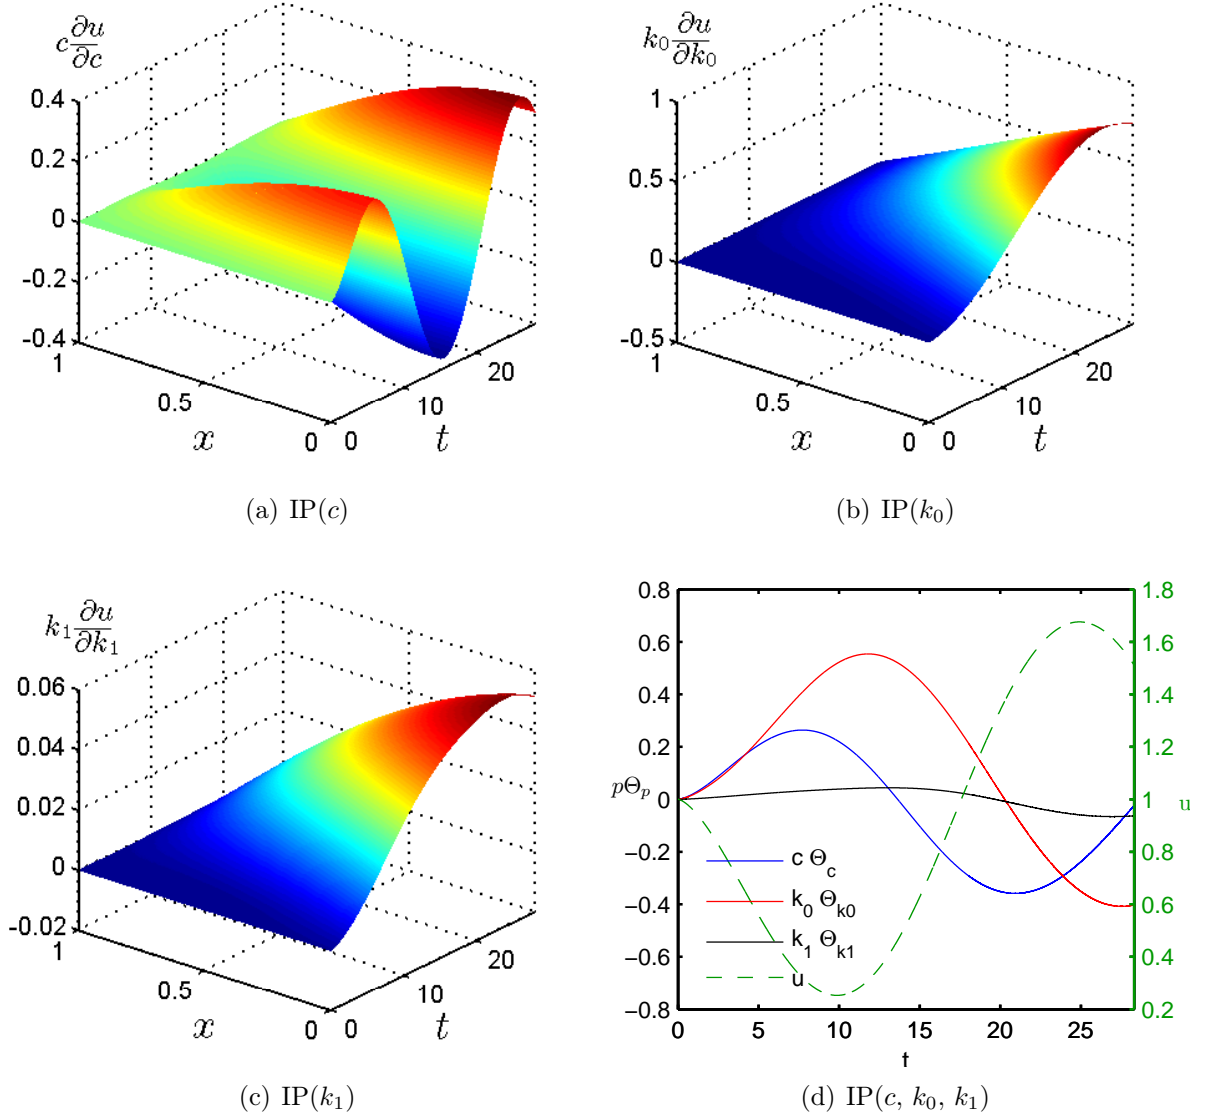 c ∂u/∂c
0.4
0.2
0
-0.2
-0.4
1
0.5
0
x
0
10
20
t
(a) IP(c)
k₀ ∂u/∂k₀
1
0.5
0
-0.5
1
0.5
0
x
0
10
20
t
(b) IP(k₀)
k₁ ∂u/∂k₁
0.06
0.04
0.02
0
-0.02
1
0.5
0
x
0
10
20
t
(c) IP(k₁)
0.8
0.6
0.4
0.2
0
−0.2
−0.4
−0.6
−0.8
pΘₚ
c Θ_c
k₀ Θ_k0
k₁ Θ_k1
u
0 5 10 15 20 25
t
1.8
1.6
1.4
1.2
1
0.8
0.6
0.4
0.2
u
(d) IP(c, k₀, k₁)